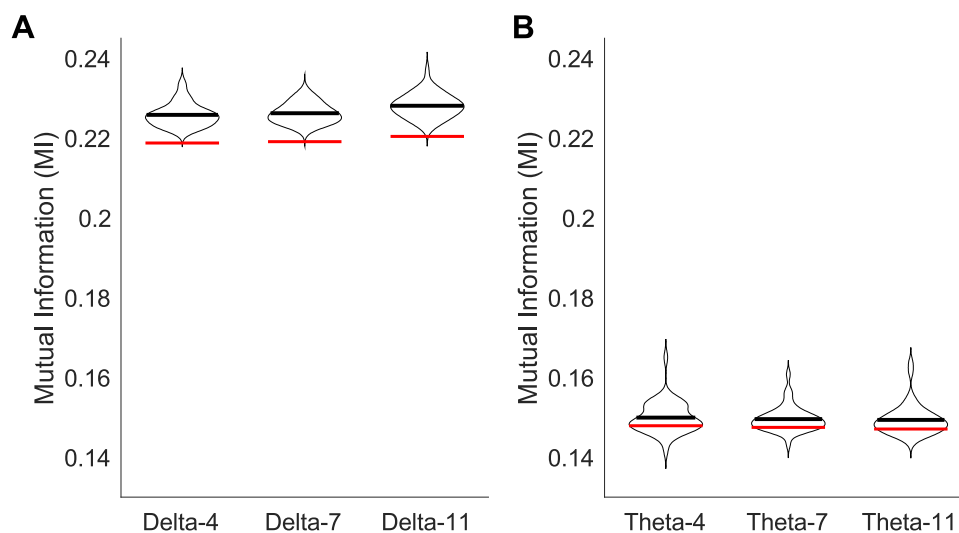 A
Mutual Information (MI)
0.24
0.22
0.2
0.18
0.16
0.14
Delta-4 Delta-7 Delta-11
B
Mutual Information (MI)
0.24
0.22
0.2
0.18
0.16
0.14
Theta-4 Theta-7 Theta-11